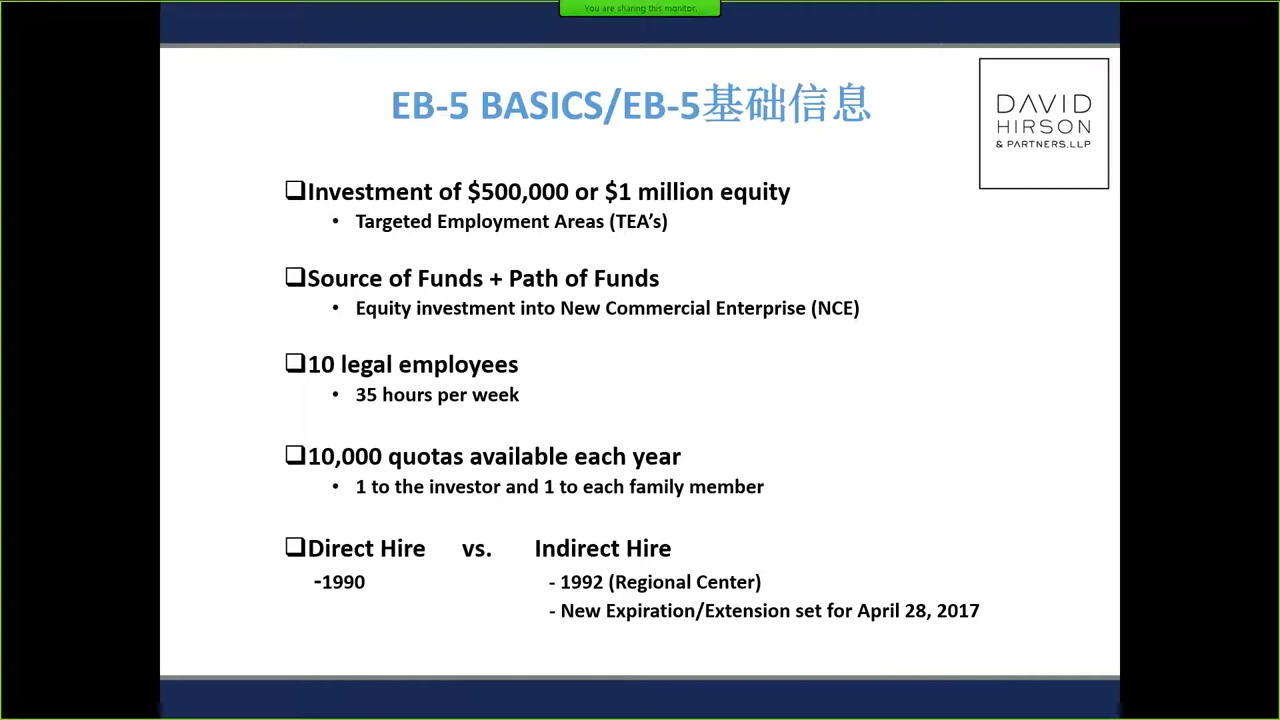 You are sharing this monitor.
EB-5 BASICS/EB-5基础信息
DAVID
HIRSON
& PARTNERS,LLP
Investment of $500,000 or $1 million equity
• Targeted Employment Areas (TEA’s)
Source of Funds + Path of Funds
• Equity investment into New Commercial Enterprise (NCE)
10 legal employees
• 35 hours per week
10,000 quotas available each year
• 1 to the investor and 1 to each family member
Direct Hire vs. Indirect Hire
-1990 - 1992 (Regional Center)
- New Expiration/Extension set for April 28, 2017